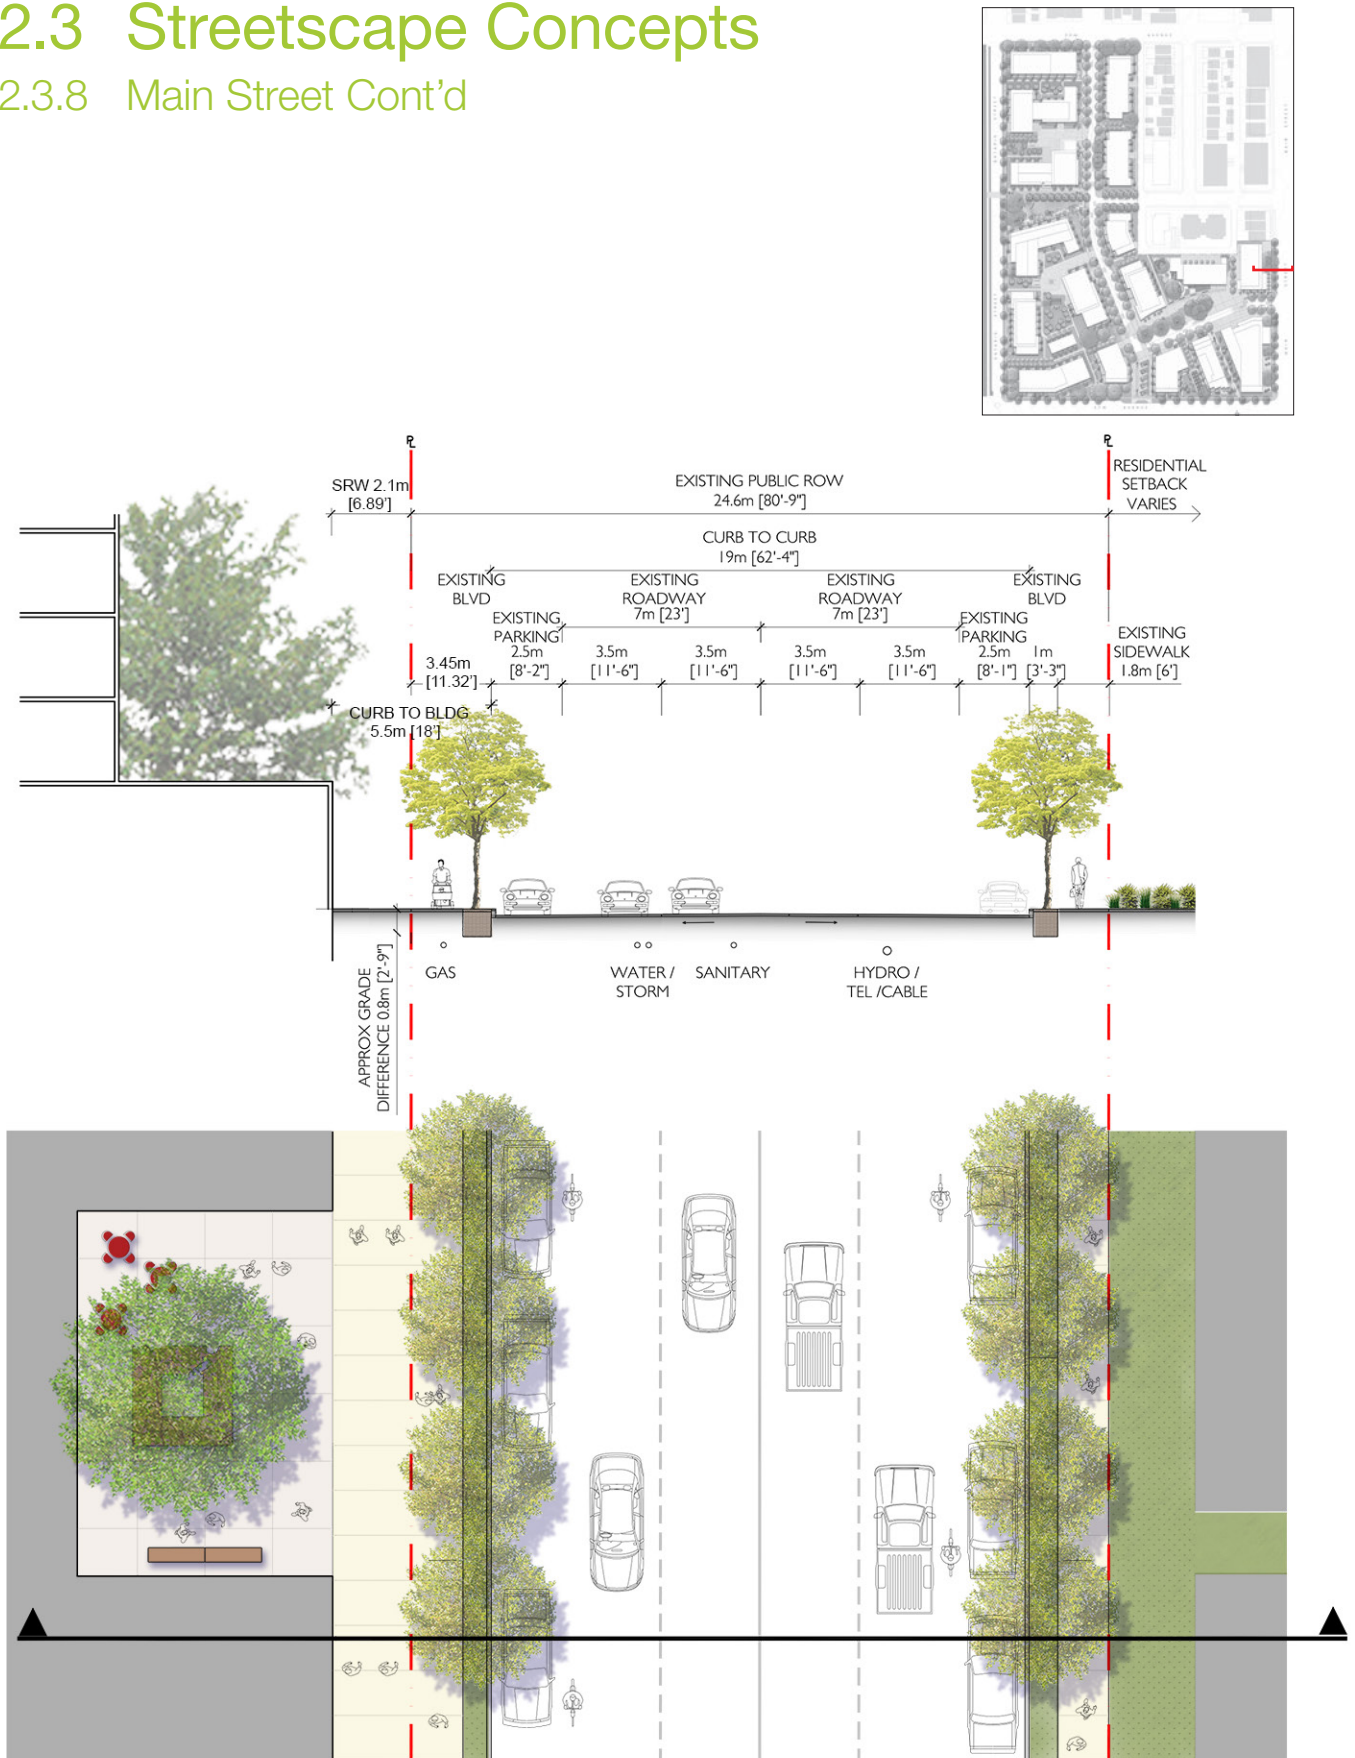 2.3 Streetscape Concepts
2.3.8 Main Street Cont'd
PL
PL
SRW 2.1m
[6.89']
EXISTING PUBLIC ROW
24.6m [80'-9"]
RESIDENTIAL
SETBACK
VARIES
CURB TO CURB
19m [62'-4"]
EXISTING
BLVD
EXISTING
ROADWAY
7m [23']
EXISTING
ROADWAY
7m [23']
EXISTING
BLVD
EXISTING
PARKING
2.5m
[8'-2"]
EXISTING
PARKING
2.5m
[8'-1"]
EXISTING
SIDEWALK
1.8m [6']
3.45m
[11.32']
3.5m
[11'-6"]
3.5m
[11'-6"]
3.5m
[11'-6"]
3.5m
[11'-6"]
1m
[3'-3"]
CURB TO BLDG
5.5m [18']
GAS
WATER /
STORM
SANITARY
HYDRO /
TEL /CABLE
APPROX GRADE
DIFFERENCE 0.8m [2'-9"]